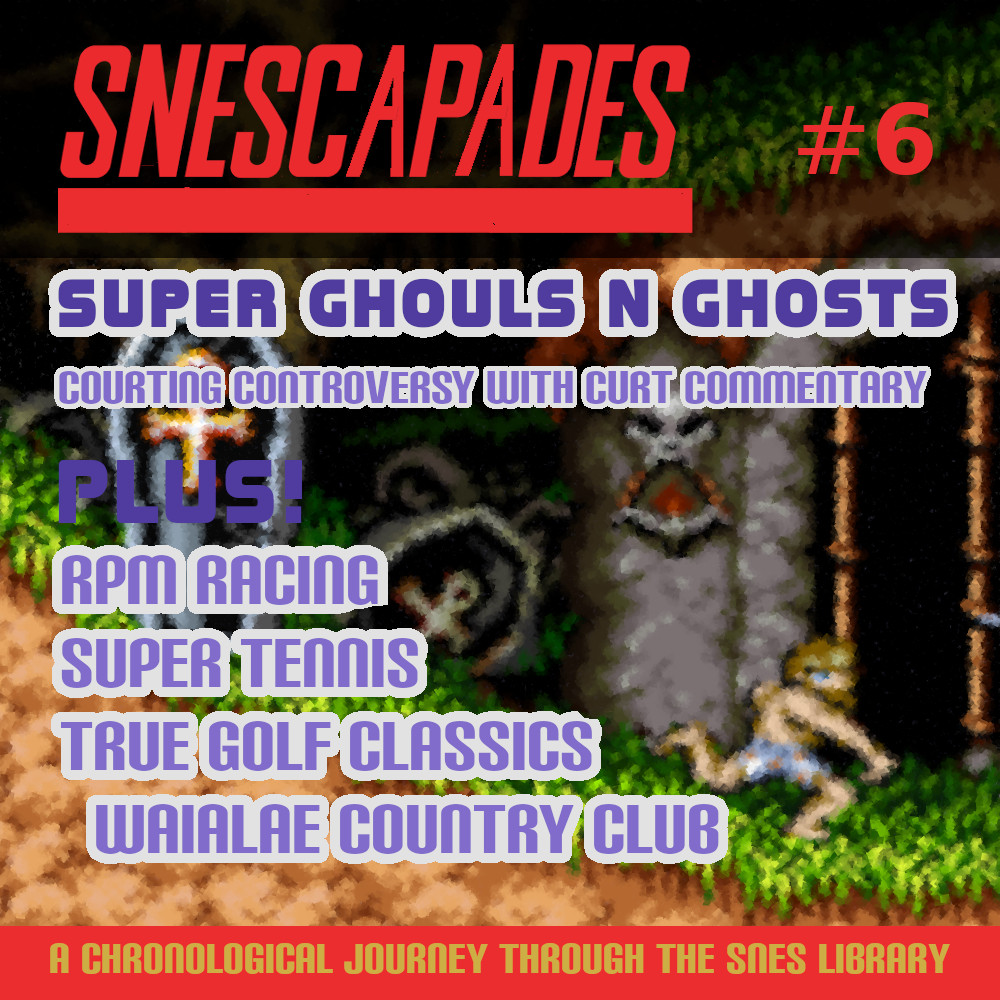 SNESCAPADES
#6
SUPER GHOULS N GHOSTS
COURTING CONTROVERSY WITH CURT COMMENTARY
PLUS!
RPM RACING
SUPER TENNIS
TRUE GOLF CLASSICS
WAIALAE COUNTRY CLUB
A CHRONOLOGICAL JOURNEY THROUGH THE SNES LIBRARY